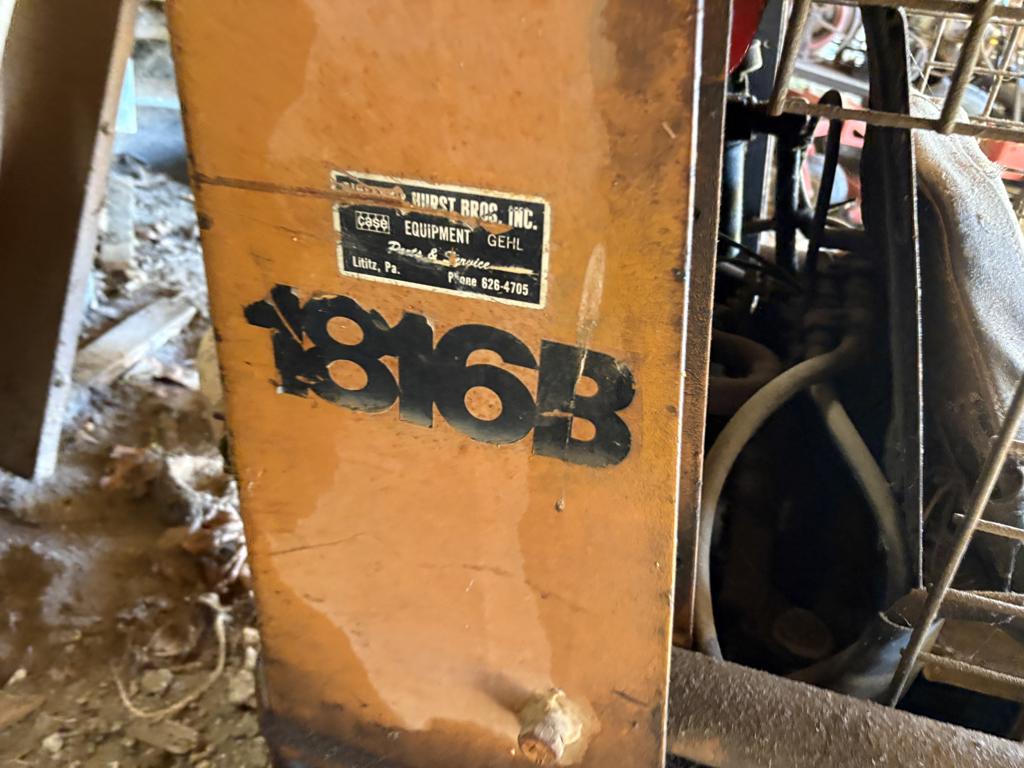 HURST BROS. INC.
case EQUIPMENT GEHL
Parts & Service
Lititz, Pa. Phone 626-4705
1816B